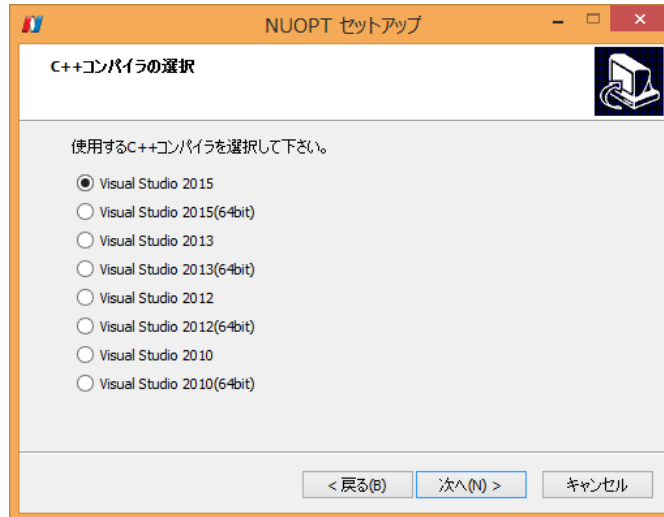 NUOPT セットアップ
C++コンパイラの選択
使用するC++コンパイラを選択して下さい。
Visual Studio 2015
Visual Studio 2015(64bit)
Visual Studio 2013
Visual Studio 2013(64bit)
Visual Studio 2012
Visual Studio 2012(64bit)
Visual Studio 2010
Visual Studio 2010(64bit)
< 戻る(B) 次へ(N) > キャンセル